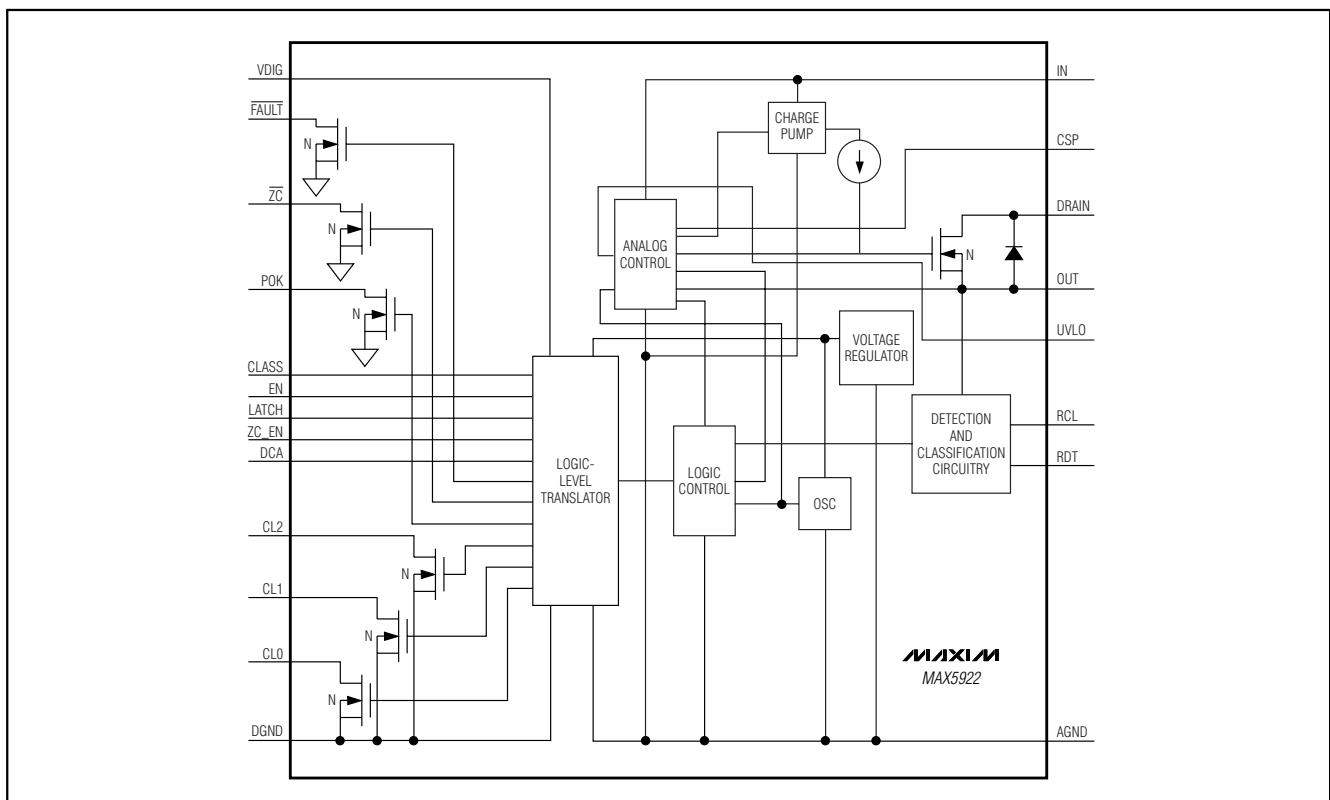 VDIG
FAULT
N
ZC
N
POK
N
CLASS
EN
LATCH
ZC_EN
DCA
CL2
N
CL1
N
CL0
N
DGND
LOGIC-
LEVEL
TRANSLATOR
ANALOG
CONTROL
CHARGE
PUMP
N
VOLTAGE
REGULATOR
LOGIC
CONTROL
OSC
DETECTION
AND
CLASSIFICATION
CIRCUITRY
IN
CSP
DRAIN
OUT
UVLO
RCL
RDT
MAXIM
MAX5922
AGND